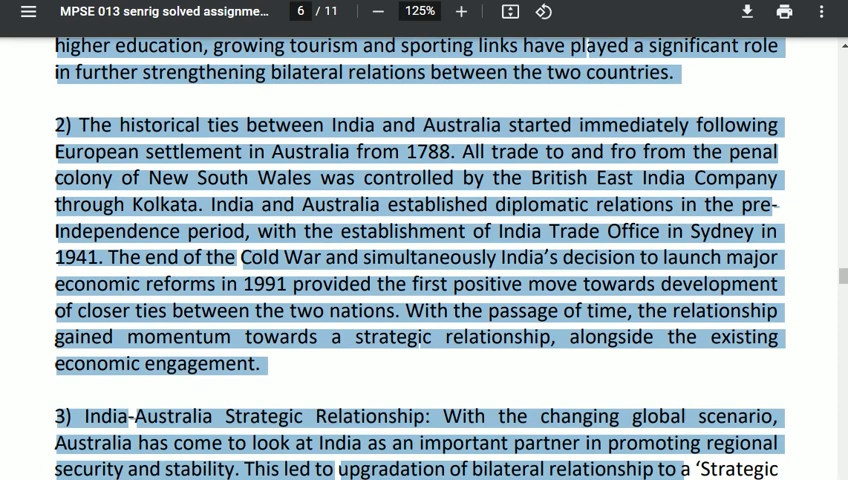 MPSE 013 senrig solved assignme...
6 / 11
125%
higher education, growing tourism and sporting links have played a significant role
in further strengthening bilateral relations between the two countries.
2) The historical ties between India and Australia started immediately following
European settlement in Australia from 1788. All trade to and fro from the penal
colony of New South Wales was controlled by the British East India Company
through Kolkata. India and Australia established diplomatic relations in the pre-
Independence period, with the establishment of India Trade Office in Sydney in
1941. The end of the Cold War and simultaneously India’s decision to launch major
economic reforms in 1991 provided the first positive move towards development
of closer ties between the two nations. With the passage of time, the relationship
gained momentum towards a strategic relationship, alongside the existing
economic engagement.
3) India-Australia Strategic Relationship: With the changing global scenario,
Australia has come to look at India as an important partner in promoting regional
security and stability. This led to upgradation of bilateral relationship to a ‘Strategic